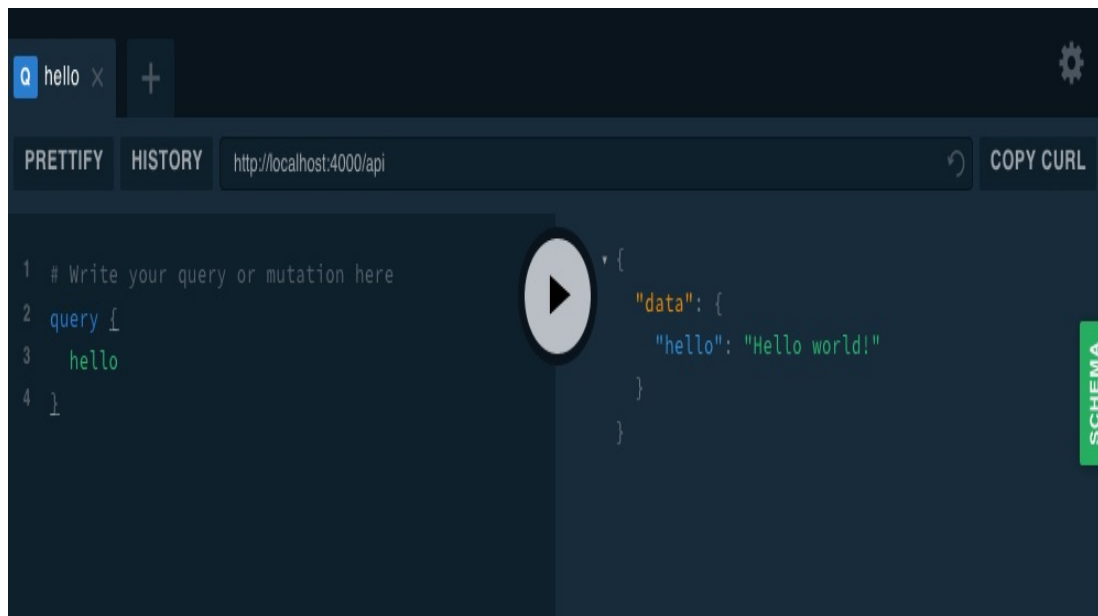 Q hello X +
PRETTIFY HISTORY http://localhost:4000/api COPY CURL
1 # Write your query or mutation here
2 query {
3 hello
4 }
{
"data": {
"hello": "Hello world!"
}
}
SCHEMA